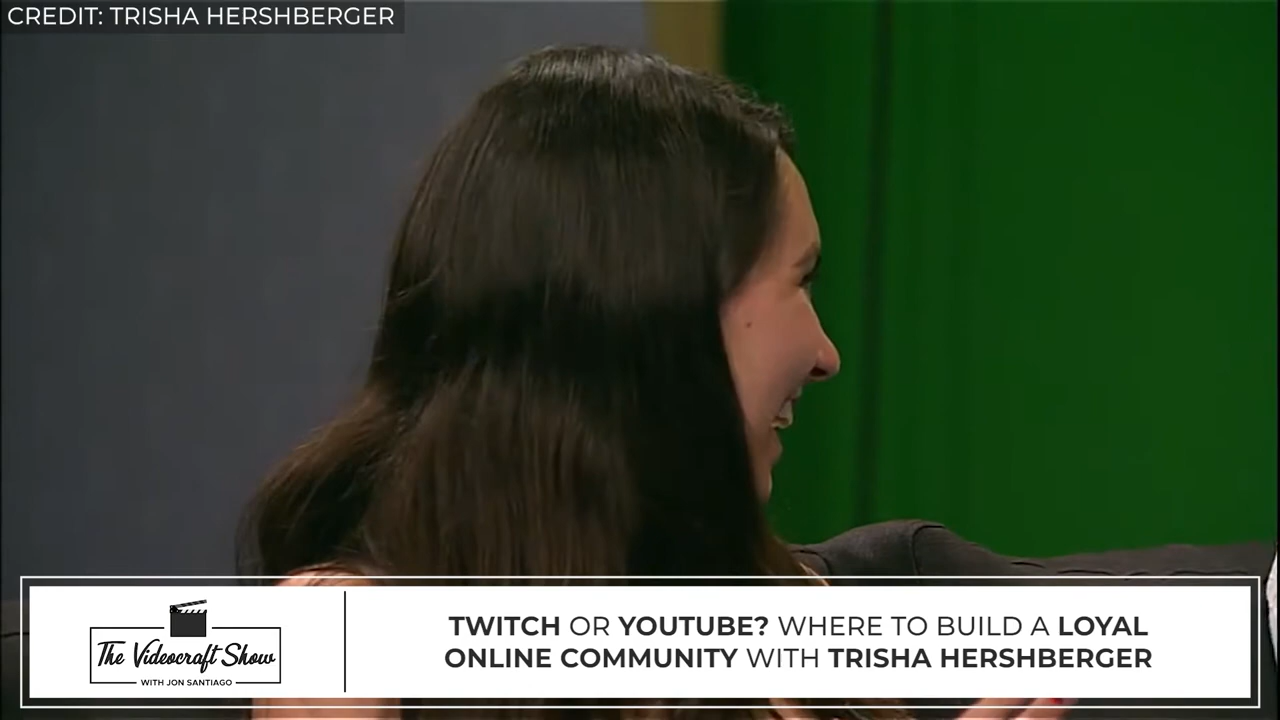 CREDIT: TRISHA HERSHBERGER
The Videocraft Show
WITH JON SANTIAGO
TWITCH OR YOUTUBE? WHERE TO BUILD A LOYAL
ONLINE COMMUNITY WITH TRISHA HERSHBERGER